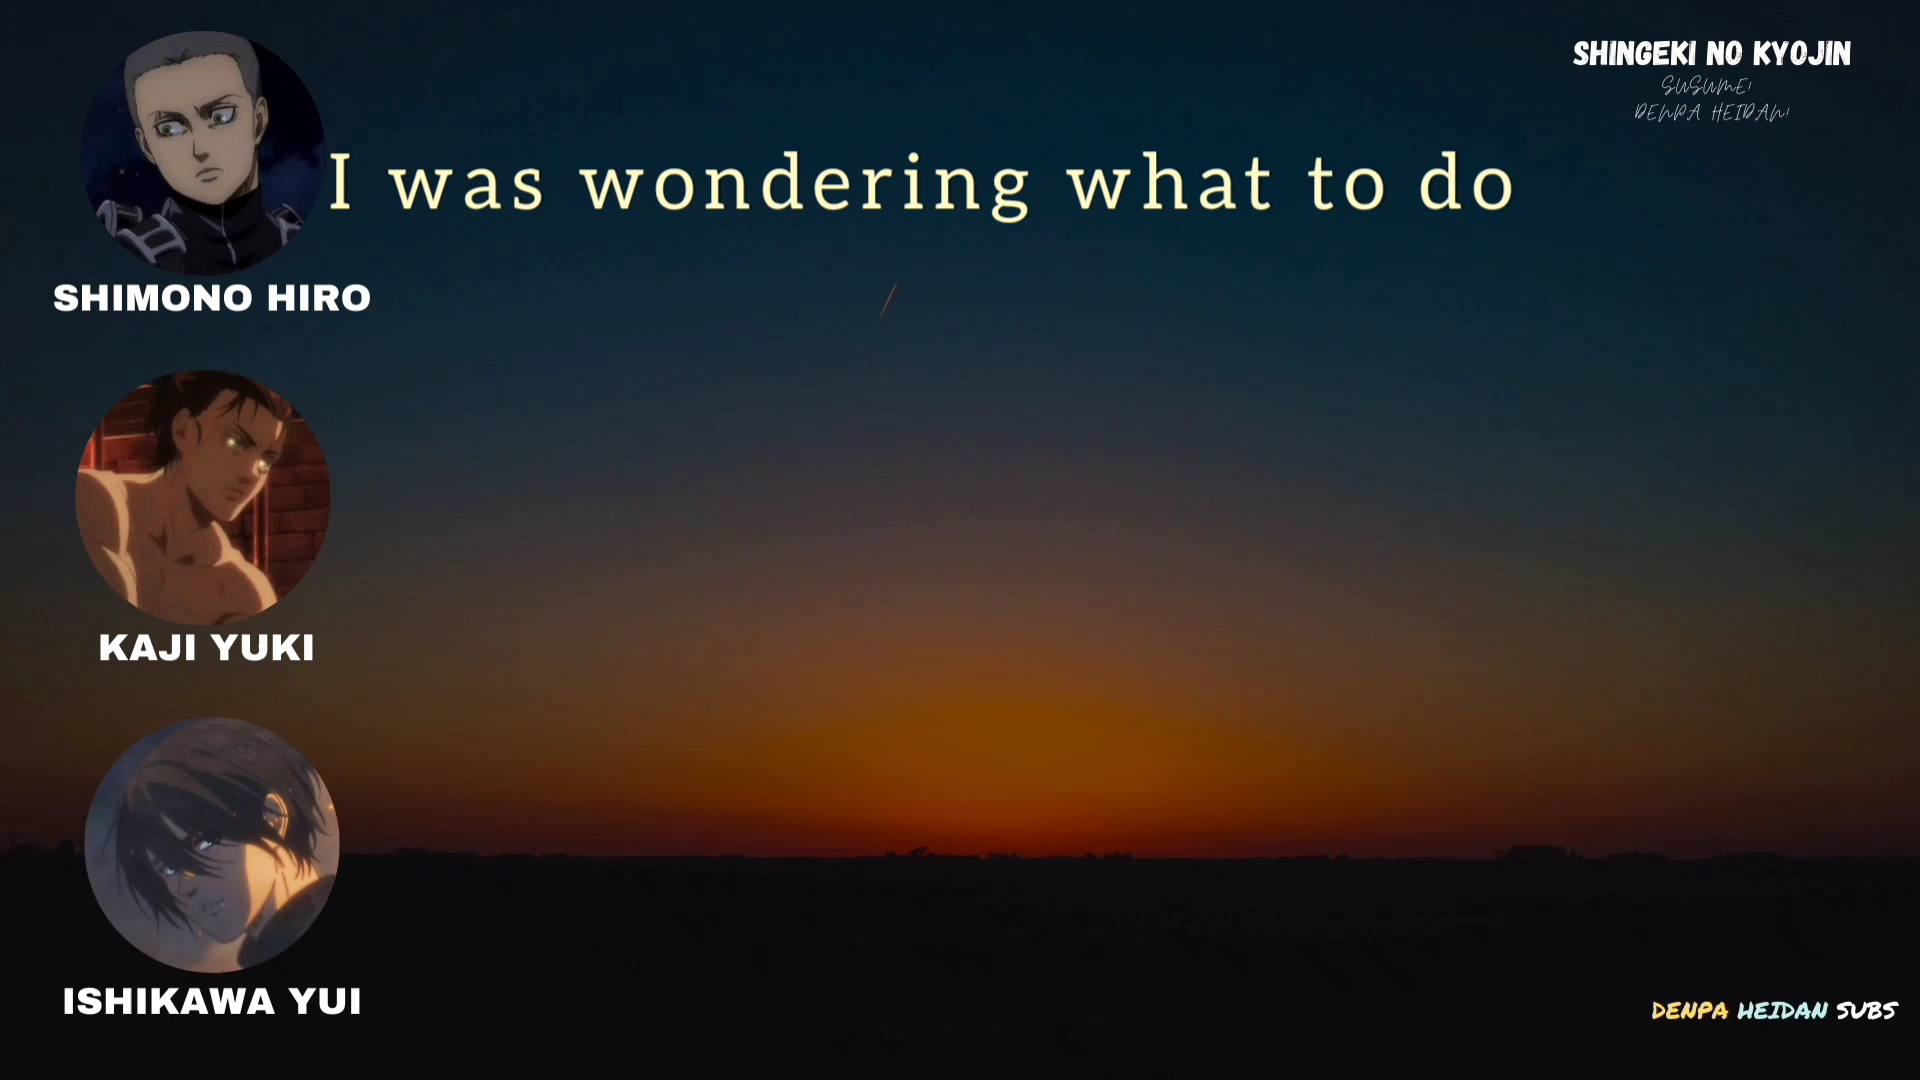 SHINGEKI NO KYOJIN
SUSUME!
DENPA HEIDAN!
I was wondering what to do
SHIMONO HIRO
KAJI YUKI
ISHIKAWA YUI
DENPA HEIDAN SUBS